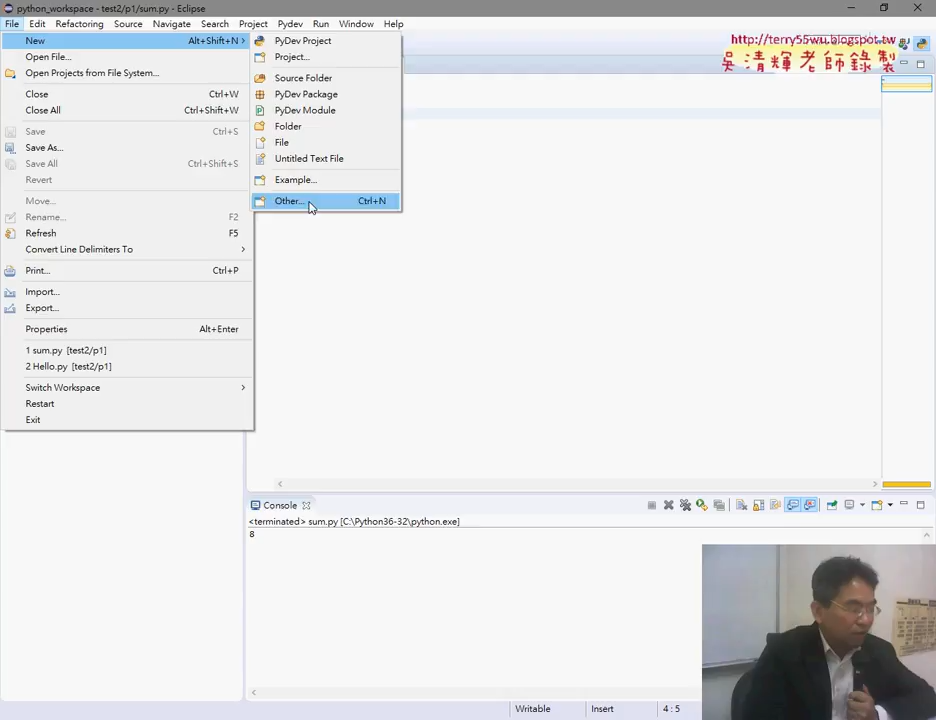 python_workspace - test2/p1/sum.py - Eclipse
File Edit Refactoring Source Navigate Search Project Pydev Run Window Help
http://terry55wu.blogspot.tw
吳清輝老師錄製
New Alt+Shift+N
Open File...
Open Projects from File System...
Close Ctrl+W
Close All Ctrl+Shift+W
Save Ctrl+S
Save As...
Save All Ctrl+Shift+S
Revert
Move...
Rename... F2
Refresh F5
Convert Line Delimiters To
Print... Ctrl+P
Import...
Export...
Properties Alt+Enter
1 sum.py [test2/p1]
2 Hello.py [test2/p1]
Switch Workspace
Restart
Exit
PyDev Project
Project...
Source Folder
PyDev Package
PyDev Module
Folder
File
Untitled Text File
Example...
Other... Ctrl+N
Console
<terminated> sum.py [C:\Python36-32\python.exe]
8
Writable Insert 4 : 5